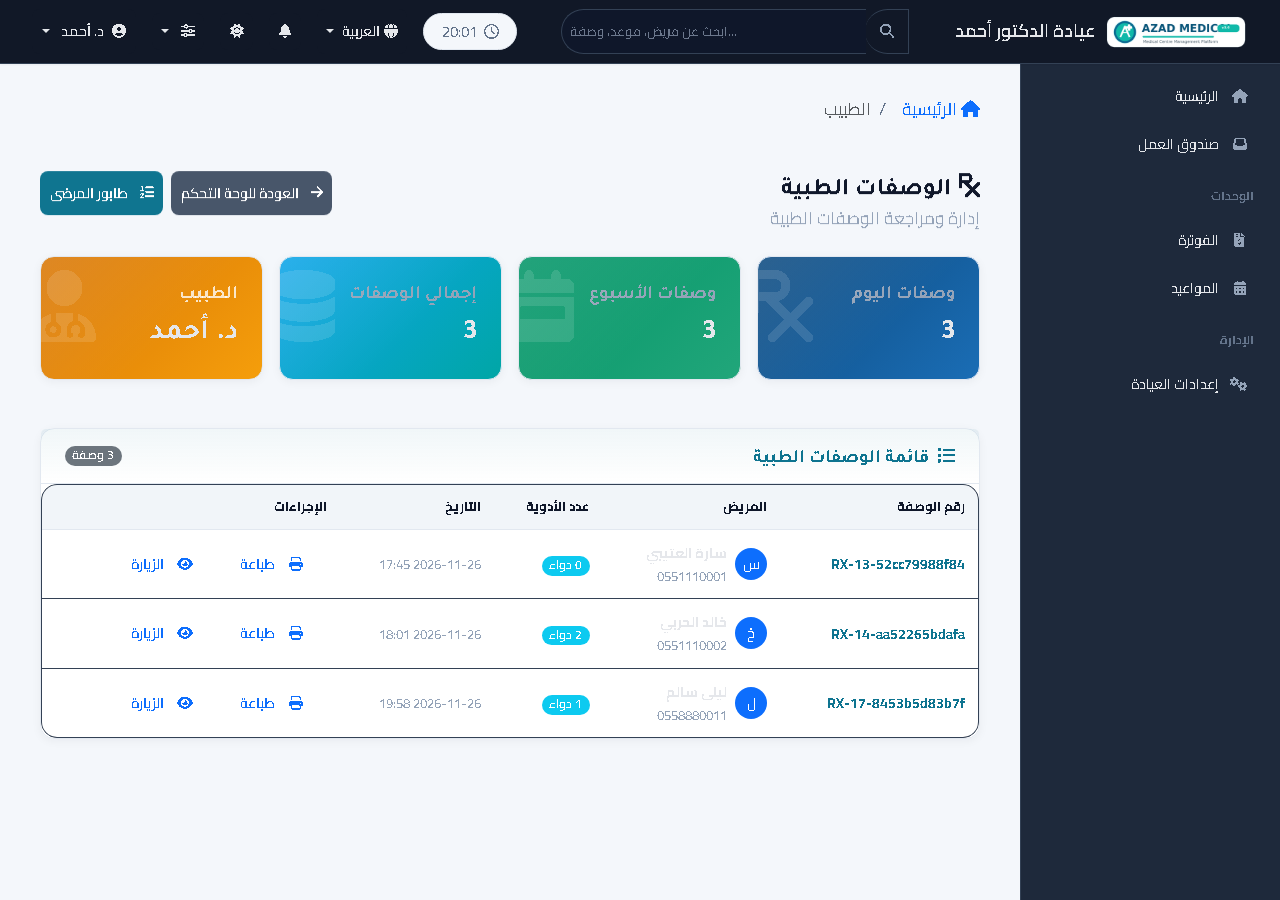 AZAD MEDICAL
Medical Center Management Platform
عيادة الدكتور أحمد
ابحث عن مريض، موعد، وصفة...
20:01
العربية
د. أحمد
الرئيسية
صندوق العمل
الوحدات
الفوترة
المواعيد
الإدارة
إعدادات العيادة
الرئيسية / الطبيب
الوصفات الطبية
إدارة ومراجعة الوصفات الطبية
العودة للوحة التحكم
طابور المرضى
وصفات اليوم
3
وصفات الأسبوع
3
إجمالي الوصفات
3
الطبيب
د. أحمد
قائمة الوصفات الطبية
3 وصفة
رقم الوصفة المريض عدد الأدوية التاريخ الإجراءات
RX-13-52cc79988f84 س سارة العتيبي 0551110001 0 دواء 2026-11-26 17:45 طباعة الزيارة
RX-14-aa52265bdafa خ خالد الحربي 0551110002 2 دواء 2026-11-26 18:01 طباعة الزيارة
RX-17-8453b5d83b7f ل ليلى سالم 0558880011 1 دواء 2026-11-26 19:58 طباعة الزيارة